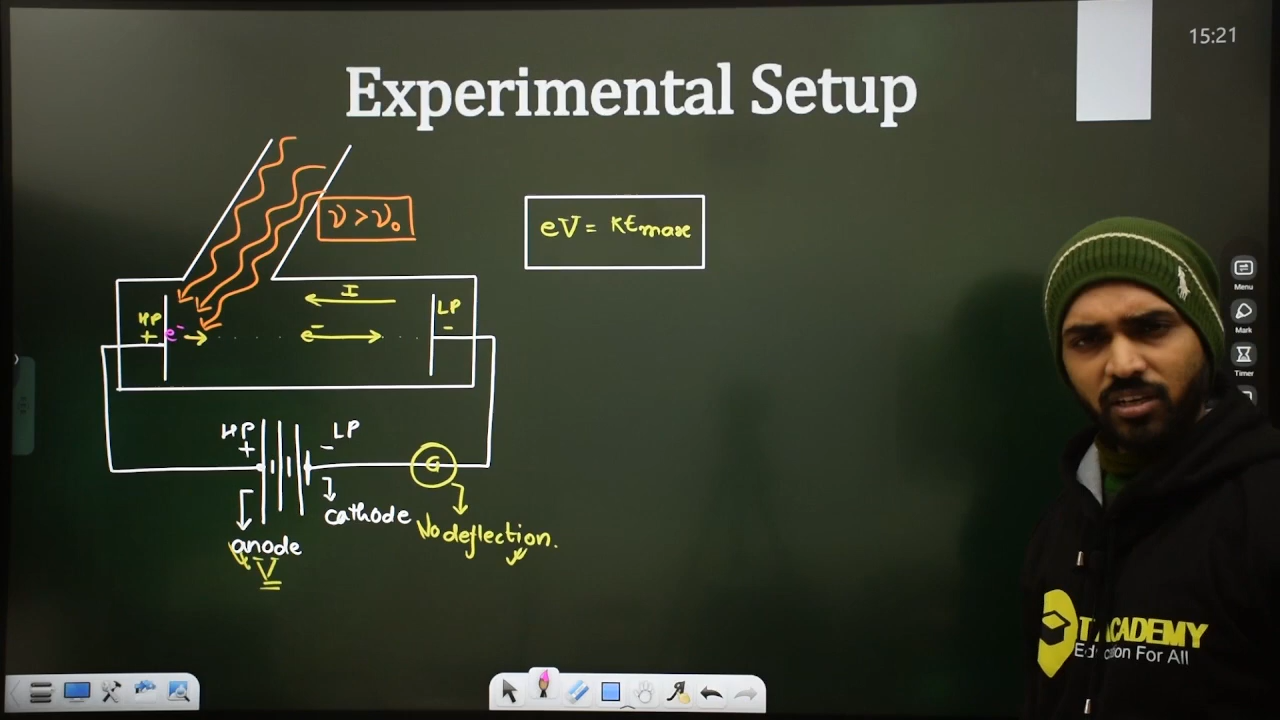 15:21
Experimental Setup
ν > ν₀
eV = KEmax
I
HP
+
e⁻
e⁻
LP
-
HP
+
LP
-
G
cathode
anode
V
No deflection.
Menu
Mark
Timer
ACADEMY
For All